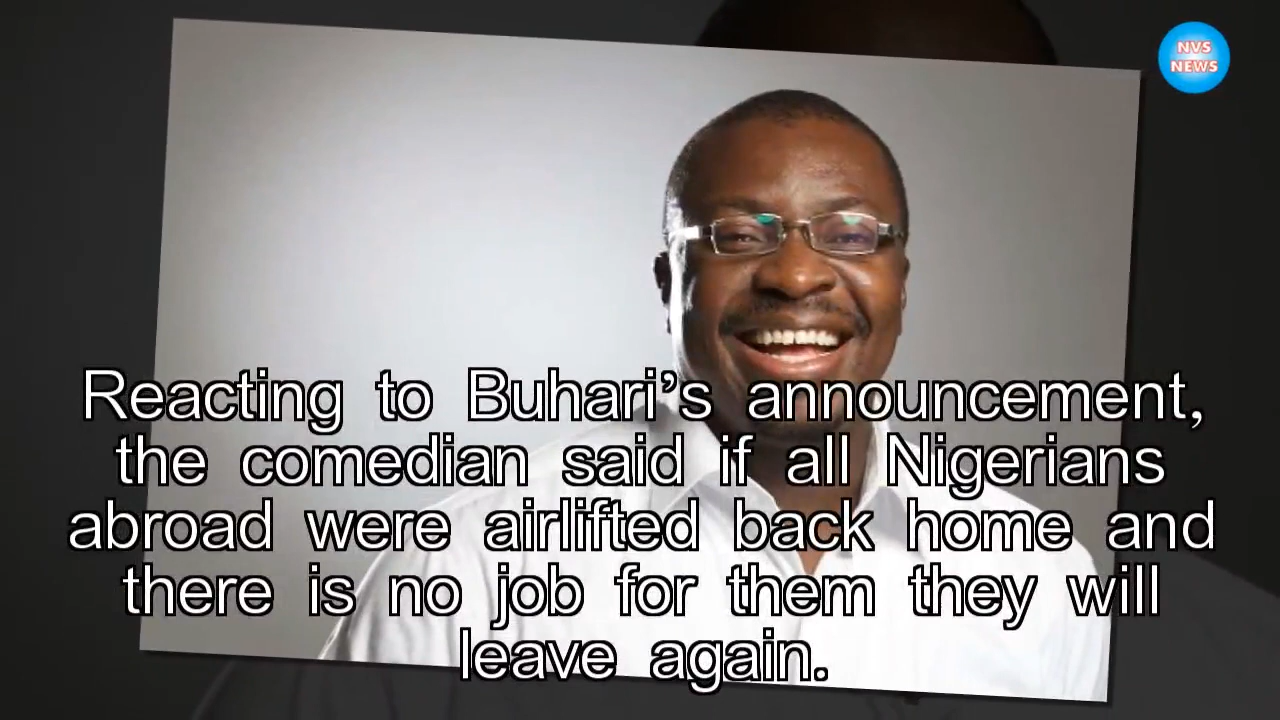 NVS
NEWS
Reacting to Buhari’s announcement,
the comedian said if all Nigerians
abroad were airlifted back home and
there is no job for them they will
leave again.